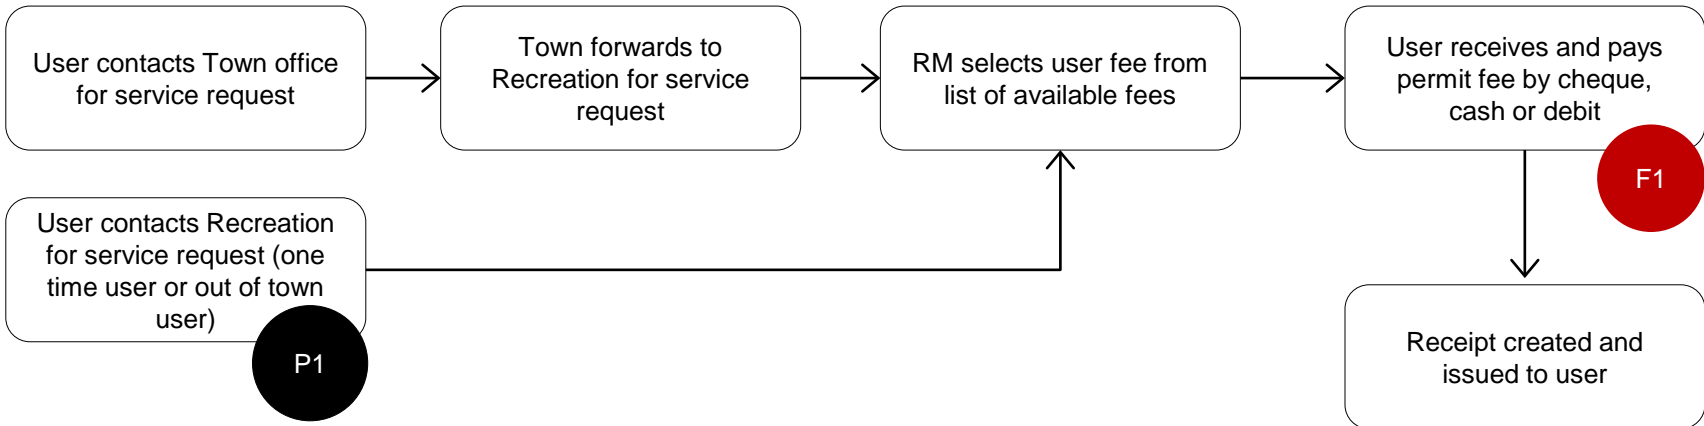 User contacts Town office
for service request
Town forwards to
Recreation for service
request
RM selects user fee from
list of available fees
User receives and pays
permit fee by cheque,
cash or debit
F1
User contacts Recreation
for service request (one
time user or out of town
user)
P1
Receipt created and
issued to user